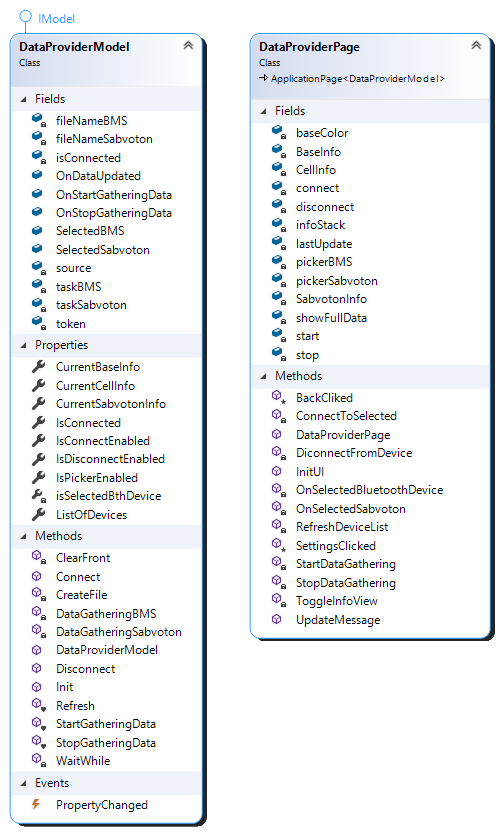 IModel
DataProviderModel
Class
Fields
fileNameBMS
fileNameSabvoton
isConnected
OnDataUpdated
OnStartGatheringData
OnStopGatheringData
SelectedBMS
SelectedSabvoton
source
taskBMS
taskSabvoton
token
Properties
CurrentBaseInfo
CurrentCellInfo
CurrentSabvotonInfo
IsConnected
IsConnectEnabled
IsDisconnectEnabled
IsPickerEnabled
isSelectedBthDevice
ListOfDevices
Methods
ClearFront
Connect
CreateFile
DataGatheringBMS
DataGatheringSabvoton
DataProviderModel
Disconnect
Init
Refresh
StartGatheringData
StopGatheringData
WaitWhile
Events
PropertyChanged
DataProviderPage
Class
ApplicationPage<DataProviderModel>
Fields
baseColor
BaseInfo
CellInfo
connect
disconnect
infoStack
lastUpdate
pickerBMS
pickerSabvoton
SabvotonInfo
showFullData
start
stop
Methods
BackCliked
ConnectToSelected
DataProviderPage
DiconnectFromDevice
InitUI
OnSelectedBluetoothDevice
OnSelectedSabvoton
RefreshDeviceList
SettingsClicked
StartDataGathering
StopDataGathering
ToggleInfoView
UpdateMessage